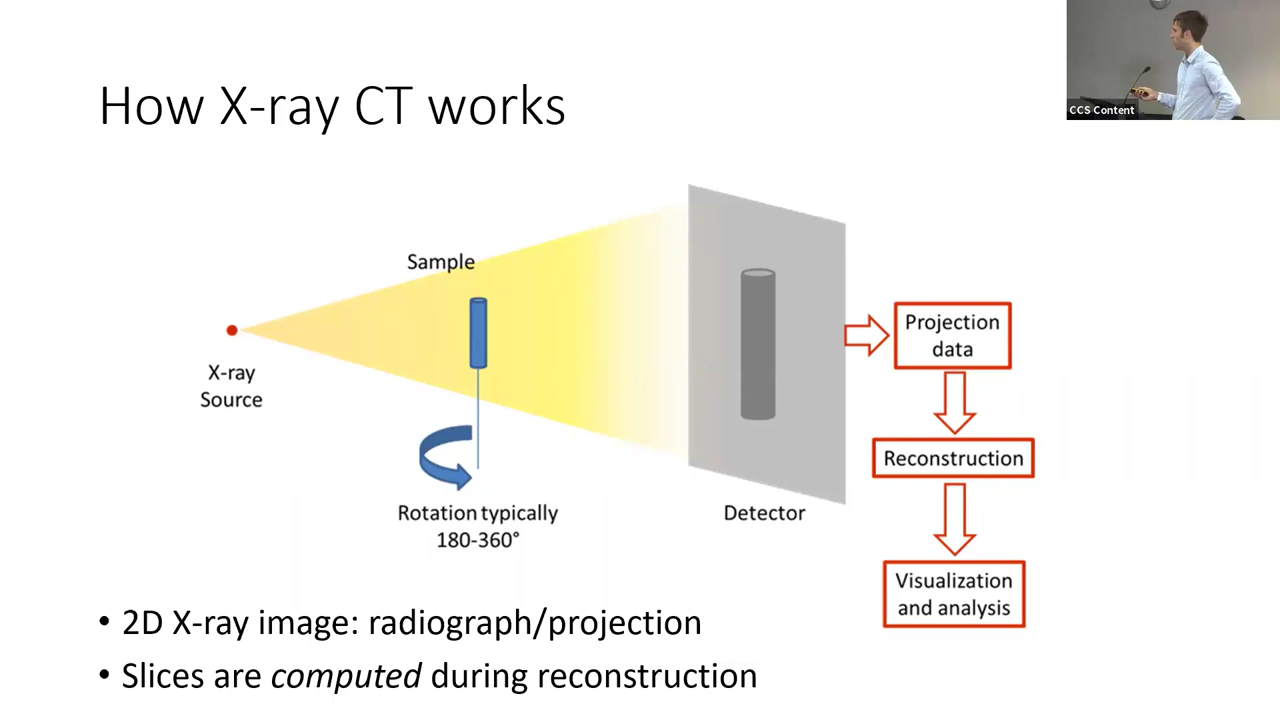 How X-ray CT works
CCS Content
Sample
X-ray
Source
Rotation typically
180-360°
Detector
Projection
data
Reconstruction
Visualization
and analysis
• 2D X-ray image: radiograph/projection
• Slices are computed during reconstruction